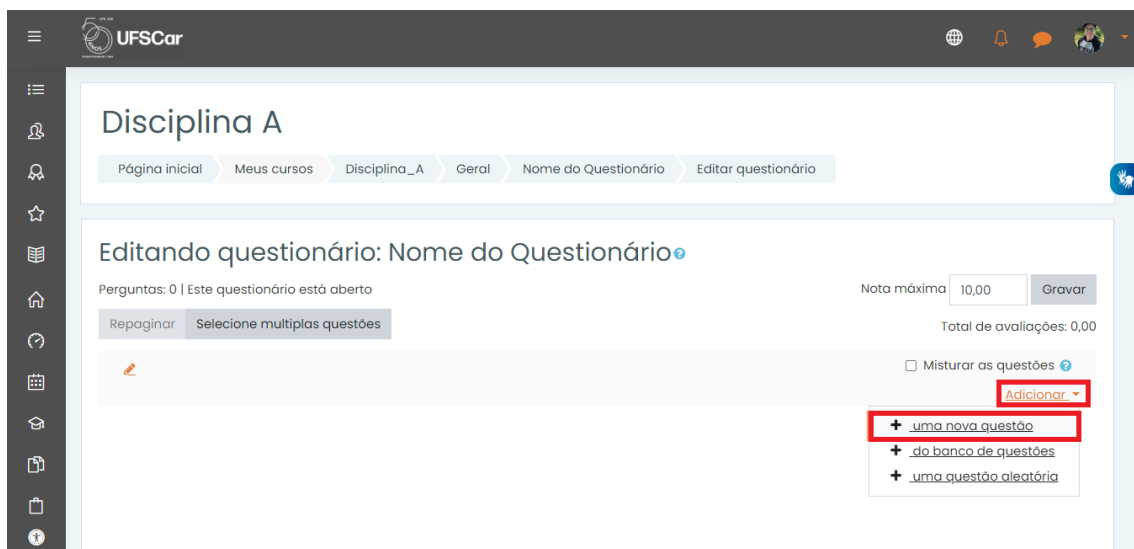 UFSCar
Disciplina A
Página inicial Meus cursos Disciplina_A Geral Nome do Questionário Editar questionário
Editando questionário: Nome do Questionário
Perguntas: 0 | Este questionário está aberto
Nota máxima 10,00 Gravar
Repaginar Selecione multiplas questões
Total de avaliações: 0,00
Misturar as questões
Adicionar
uma nova questão
do banco de questões
uma questão aleatória